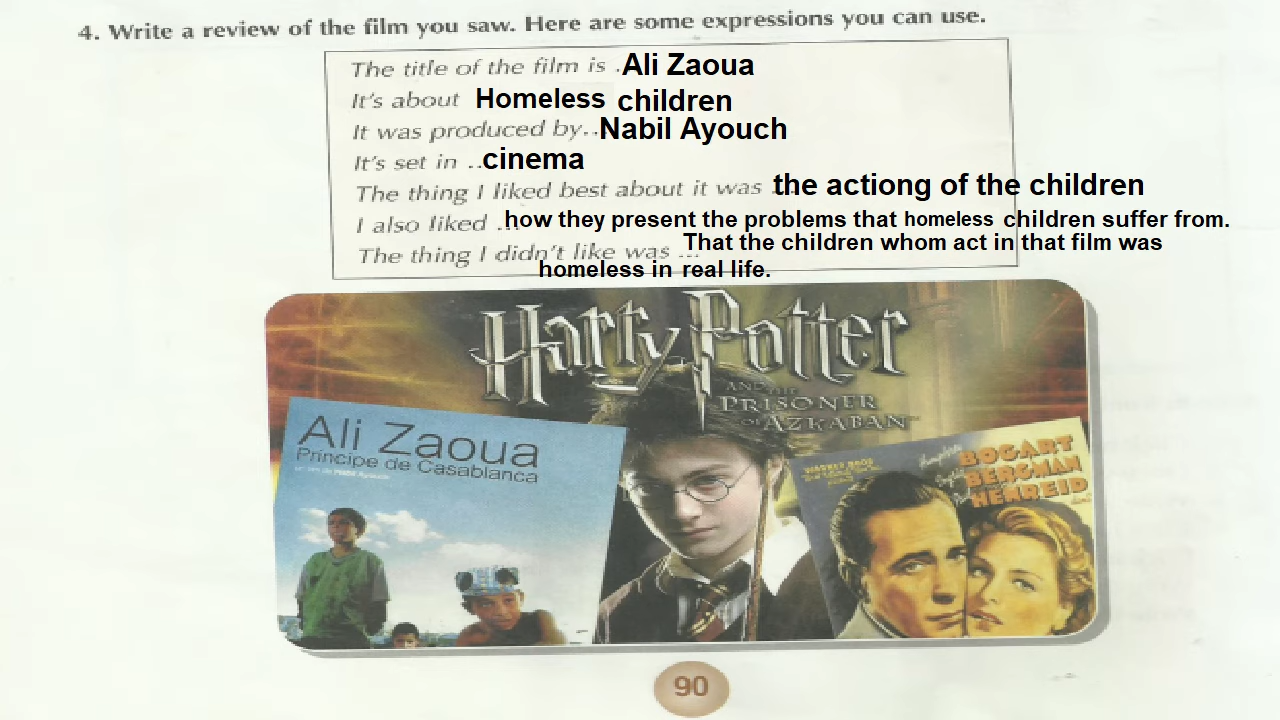 4. Write a review of the film you saw. Here are some expressions you can use.
The title of the film is . Ali Zaoua
It's about Homeless children
It was produced by.. Nabil Ayouch
It's set in .. cinema
The thing I liked best about it was ... the actiong of the children
I also liked ... how they present the problems that homeless children suffer from.
The thing I didn't like was ... That the children whom act in that film was
homeless in real life.
Harry Potter
AND THE
PRISONER
OF AZKABAN
Ali Zaoua
Principe de Casablanca
WARNER BROS
Humphrey
BOGART
BERGMAN
HENREID
90